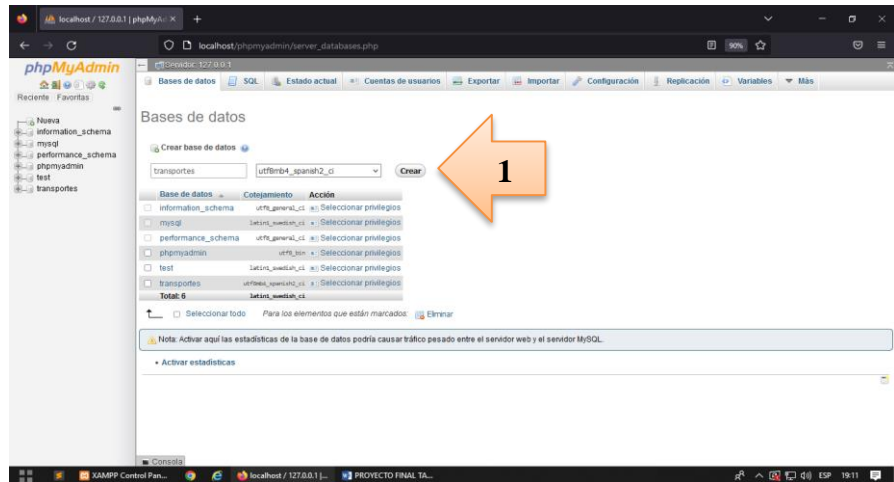 localhost / 127.0.0.1 | phpMyAd
localhost/phpmyadmin/server_databases.php
90%
phpMyAdmin
Reciente Favoritas
Nueva
information_schema
mysql
performance_schema
phpmyadmin
test
transportes
Servidor: 127.0.0.1
Bases de datos SQL Estado actual Cuentas de usuarios Exportar Importar Configuración Replicación Variables Más
Bases de datos
Crear base de datos
transportes utf8mb4_spanish2_ci Crear
1
Base de datos Cotejamiento Acción
information_schema utf8_general_ci Seleccionar privilegios
mysql latin1_swedish_ci Seleccionar privilegios
performance_schema utf8_general_ci Seleccionar privilegios
phpmyadmin utf8_bin Seleccionar privilegios
test latin1_swedish_ci Seleccionar privilegios
transportes utf8mb4_spanish2_ci Seleccionar privilegios
Total: 6 latin1_swedish_ci
Seleccionar todo Para los elementos que están marcados: Eliminar
Nota: Activar aquí las estadísticas de la base de datos podría causar tráfico pesado entre el servidor web y el servidor MySQL.
Activar estadísticas
Consola
XAMPP Control Pan... localhost / 127.0.0.1 |... PROYECTO FINAL TA... ESP 19:11